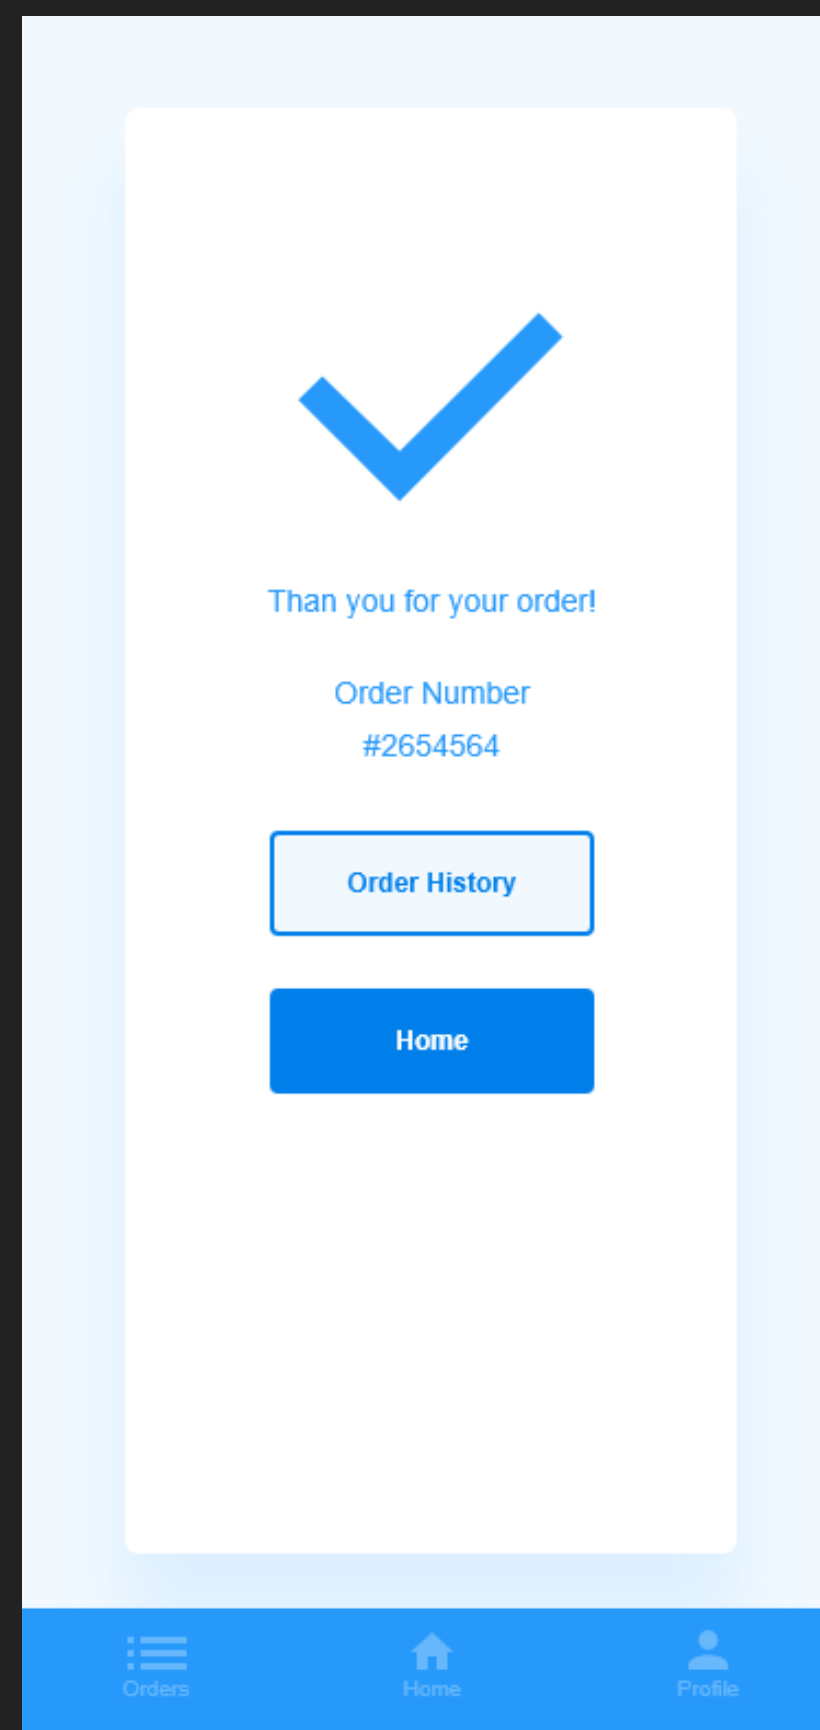 Than you for your order!
Order Number
#2654564
Order History
Home
Orders
Home
Profile